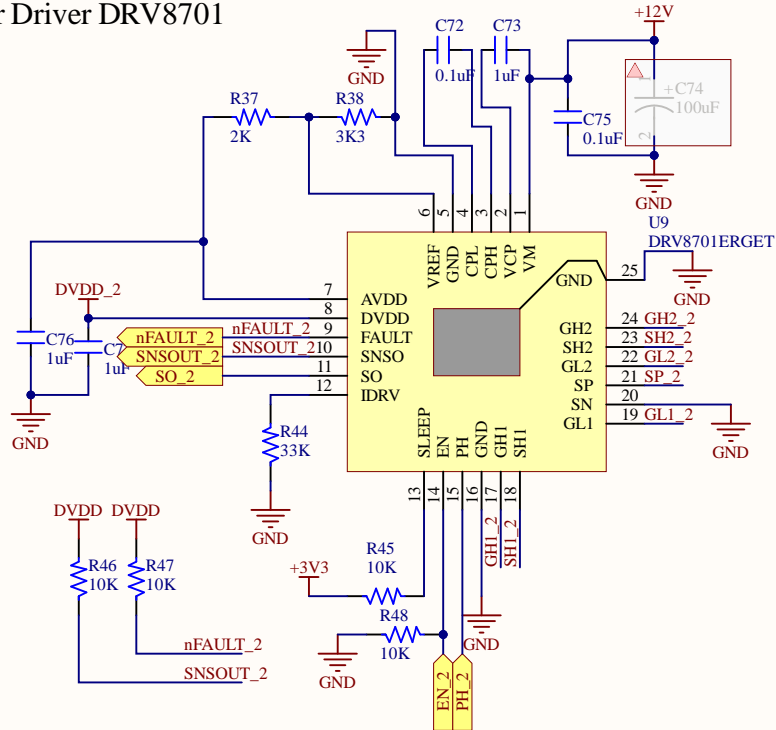 r Driver DRV8701
+12V
C72
C73
GND
0.1uF
1uF
1
+C74
100uF
2
R37
R38
2K
3K3
C75
0.1uF
GND
6
5
4
3
2
1
U9
DRV8701ERGET
VREF
GND
CPL
CPH
VCP
VM
GND
25
GND
DVDD_2
7
AVDD
8
DVDD
24
GH2_2
GH2
nFAULT_2
nFAULT_2
9
FAULT
23
SH2_2
SH2
C76
1uF
C7
1uF
SNSOUT_2
SNSOUT_2
10
SNSO
22
GL2_2
GL2
SO_2
11
SO
21
SP_2
SP
12
IDRV
20
SN
19
GL1_2
GL1
GND
GND
R44
33K
SLEEP
EN
PH
GND
GH1
SH1
13
14
15
16
17
18
GH1_2
SH1_2
GND
DVDD
DVDD
R46
10K
R47
10K
+3V3
R45
10K
R48
10K
GND
GND
nFAULT_2
SNSOUT_2
EN_2
PH_2